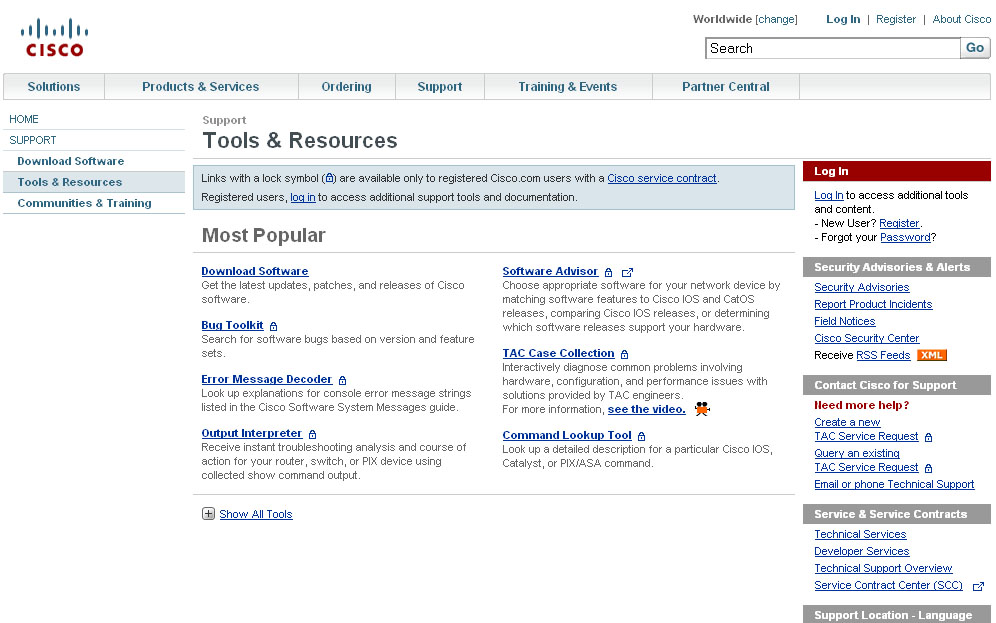 Worldwide [change] Log In | Register | About Cisco
CISCO
Search Go
Solutions Products & Services Ordering Support Training & Events Partner Central
HOME
SUPPORT
Download Software
Tools & Resources
Communities & Training
Support
Tools & Resources
Links with a lock symbol () are available only to registered Cisco.com users with a Cisco service contract.
Registered users, log in to access additional support tools and documentation.
Most Popular
Download Software
Get the latest updates, patches, and releases of Cisco
software.
Bug Toolkit
Search for software bugs based on version and feature
sets.
Error Message Decoder
Look up explanations for console error message strings
listed in the Cisco Software System Messages guide.
Output Interpreter
Receive instant troubleshooting analysis and course of
action for your router, switch, or PIX device using
collected show command output.
Software Advisor
Choose appropriate software for your network device by
matching software features to Cisco IOS and CatOS
releases, comparing Cisco IOS releases, or determining
which software releases support your hardware.
TAC Case Collection
Interactively diagnose common problems involving
hardware, configuration, and performance issues with
solutions provided by TAC engineers.
For more information, see the video.
Command Lookup Tool
Look up a detailed description for a particular Cisco IOS,
Catalyst, or PIX/ASA command.
Show All Tools
Log In
Log In to access additional tools
and content.
- New User? Register.
- Forgot your Password?
Security Advisories & Alerts
Security Advisories
Report Product Incidents
Field Notices
Cisco Security Center
Receive RSS Feeds XML
Contact Cisco for Support
Need more help?
Create a new
TAC Service Request
Query an existing
TAC Service Request
Email or phone Technical Support
Service & Service Contracts
Technical Services
Developer Services
Technical Support Overview
Service Contract Center (SCC)
Support Location - Language